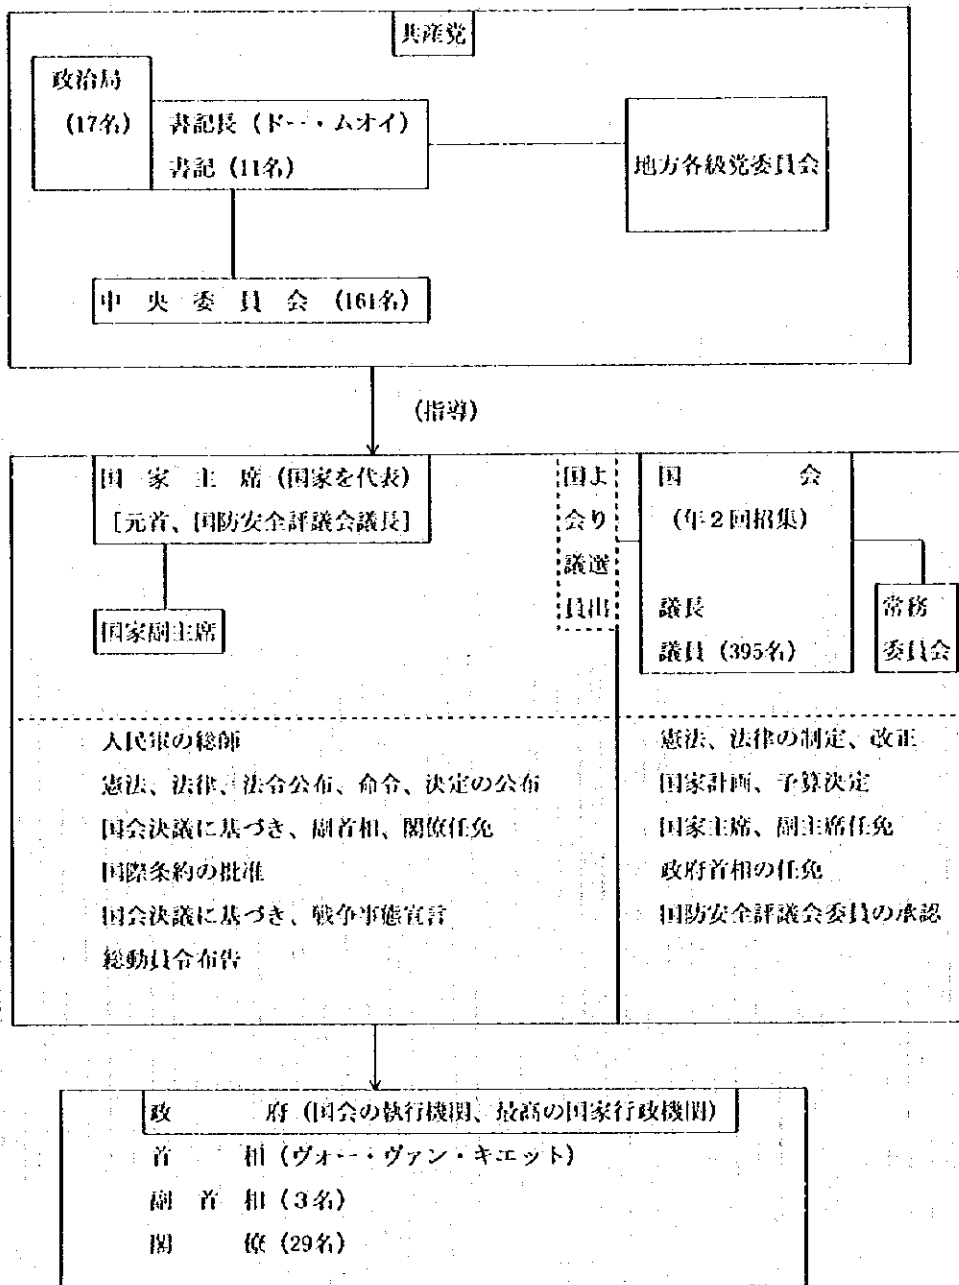 共産党
政治局
(17名)
書記長 (ドー・ムオイ)
書記 (11名)
地方各級党委員会
中央委員会 (161名)
(指導)
国家主席 (国家を代表)
[元首、国防安全評議会議長]
国家副主席
国会議員
より選出
国会
(年2回招集)
議長
議員 (395名)
常務
委員会
人民軍の総師
憲法、法律、法令公布、命令、決定の公布
国会決議に基づき、副首相、閣僚任免
国際条約の批准
国会決議に基づき、戦争事態宣言
総動員令布告
憲法、法律の制定、改正
国家計画、予算決定
国家主席、副主席任免
政府首相の任免
国防安全評議会委員の承認
政府 (国会の執行機関、最高の国家行政機関)
首相 (ヴォー・ヴァン・キエット)
副首相 (3名)
閣僚 (29名)